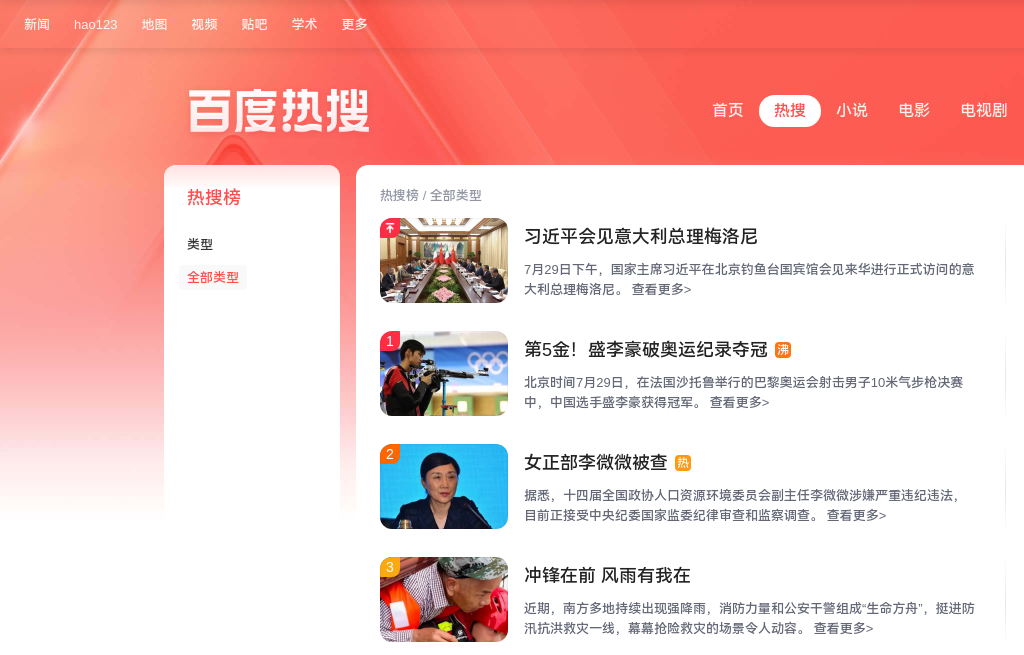 新闻 hao123 地图 视频 贴吧 学术 更多
百度热搜
首页 热搜 小说 电影 电视剧
热搜榜
类型
全部类型
热搜榜 / 全部类型
习近平会见意大利总理梅洛尼
7月29日下午，国家主席习近平在北京钓鱼台国宾馆会见来华进行正式访问的意
大利总理梅洛尼。 查看更多>
1
第5金！盛李豪破奥运纪录夺冠 沸
北京时间7月29日，在法国沙托鲁举行的巴黎奥运会射击男子10米气步枪决赛
中，中国选手盛李豪获得冠军。 查看更多>
2
女正部李微微被查 热
据悉，十四届全国政协人口资源环境委员会副主任李微微涉嫌严重违纪违法，
目前正接受中央纪委国家监委纪律审查和监察调查。 查看更多>
3
冲锋在前 风雨有我在
近期，南方多地持续出现强降雨，消防力量和公安干警组成“生命方舟”，挺进防
汛抗洪救灾一线，幕幕抢险救灾的场景令人动容。 查看更多>